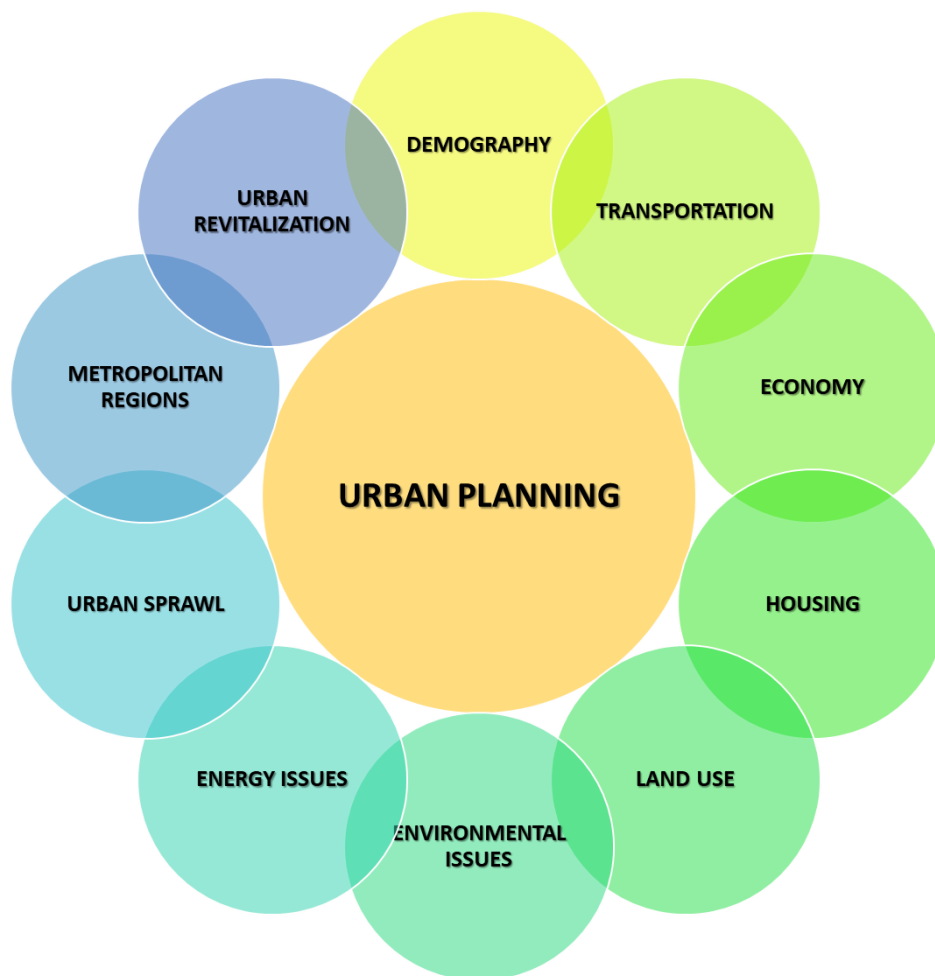 DEMOGRAPHY
TRANSPORTATION
ECONOMY
HOUSING
LAND USE
ENVIRONMENTAL
ISSUES
ENERGY ISSUES
URBAN SPRAWL
METROPOLITAN
REGIONS
URBAN
REVITALIZATION
URBAN PLANNING